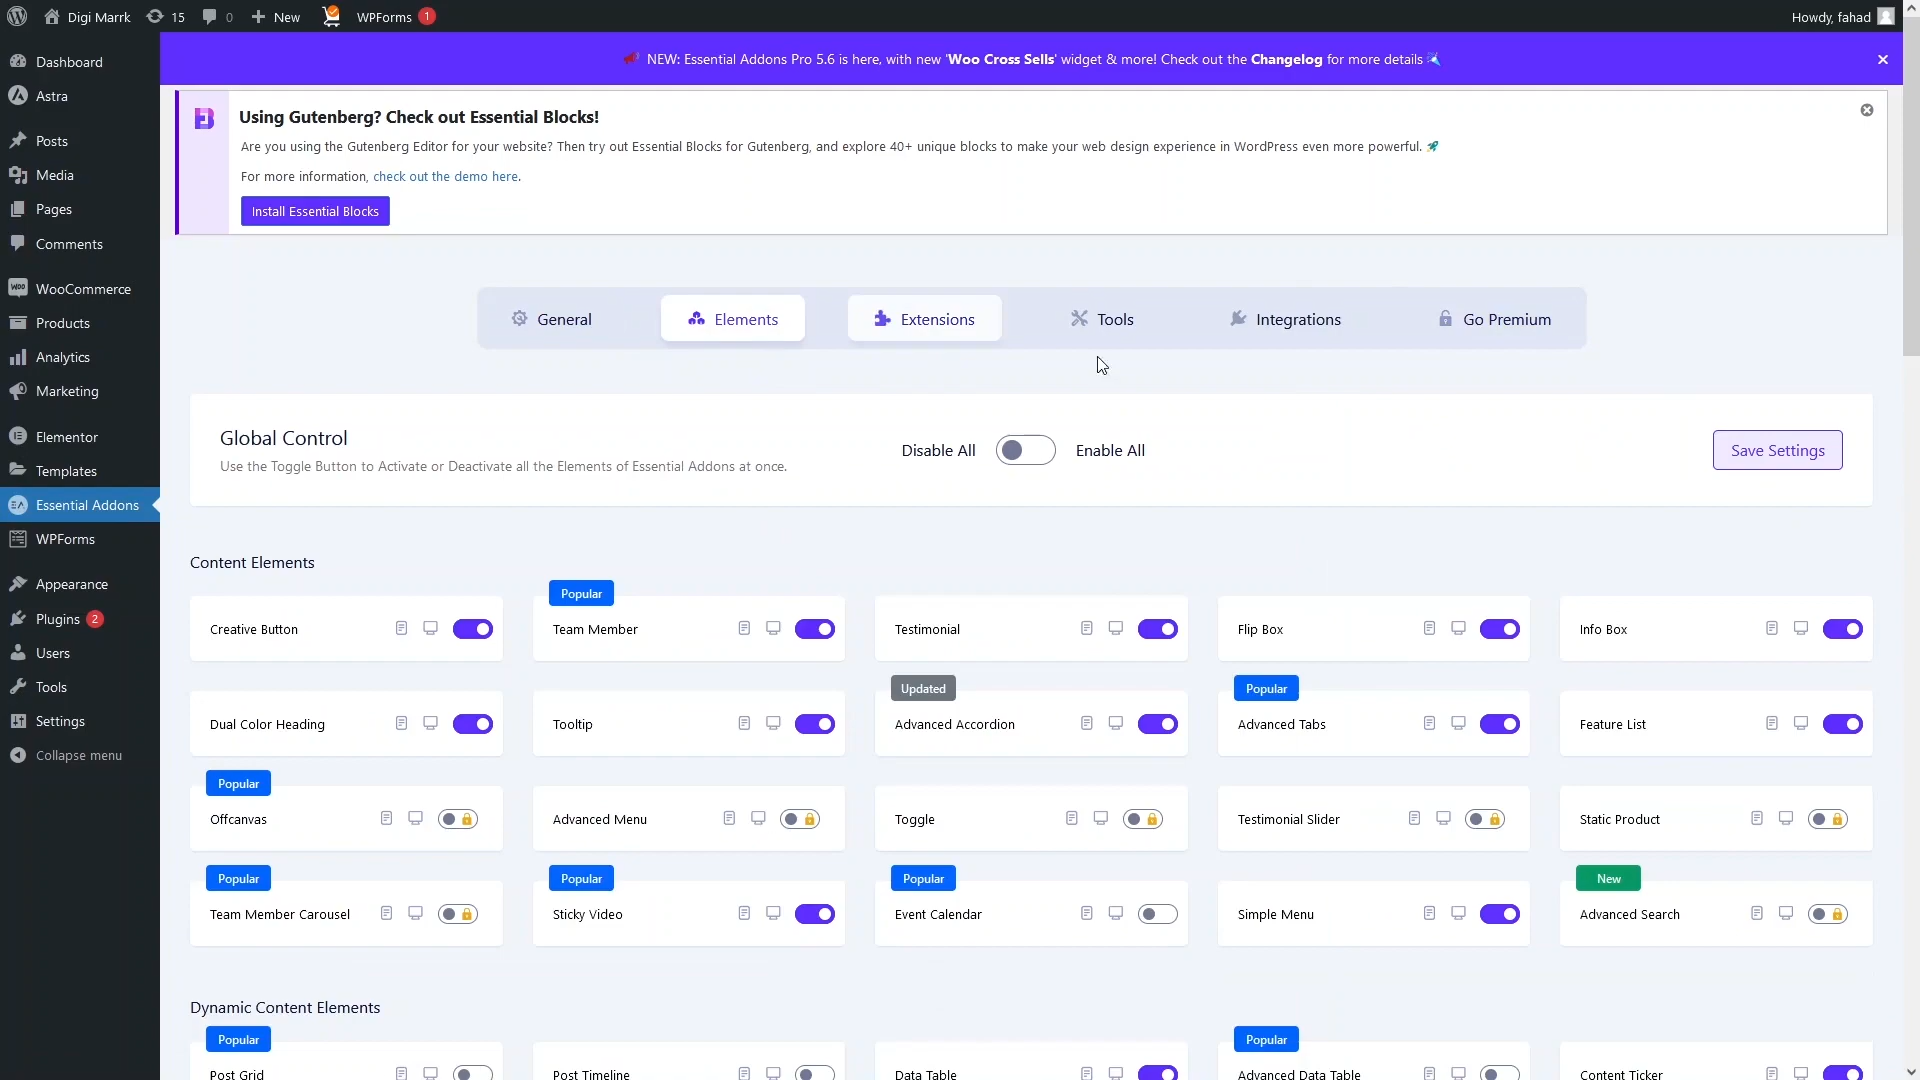 Digi Marrk
15
0
New
WPForms
1
Howdy, fahad
Dashboard
Astra
Posts
Media
Pages
Comments
WooCommerce
Products
Analytics
Marketing
Elementor
Templates
Essential Addons
WPForms
Appearance
Plugins 2
Users
Tools
Settings
Collapse menu
NEW: Essential Addons Pro 5.6 is here, with new 'Woo Cross Sells' widget & more! Check out the Changelog for more details
Using Gutenberg? Check out Essential Blocks!
Are you using the Gutenberg Editor for your website? Then try out Essential Blocks for Gutenberg, and explore 40+ unique blocks to make your web design experience in WordPress even more powerful.
For more information, check out the demo here.
Install Essential Blocks
General
Elements
Extensions
Tools
Integrations
Go Premium
Global Control
Use the Toggle Button to Activate or Deactivate all the Elements of Essential Addons at once.
Disable All
Enable All
Save Settings
Content Elements
Creative Button
Popular
Team Member
Testimonial
Flip Box
Info Box
Dual Color Heading
Tooltip
Updated
Advanced Accordion
Popular
Advanced Tabs
Feature List
Popular
Offcanvas
Advanced Menu
Toggle
Testimonial Slider
Static Product
Popular
Team Member Carousel
Popular
Sticky Video
Popular
Event Calendar
Simple Menu
New
Advanced Search
Dynamic Content Elements
Popular
Post Grid
Post Timeline
Data Table
Popular
Advanced Data Table
Content Ticker